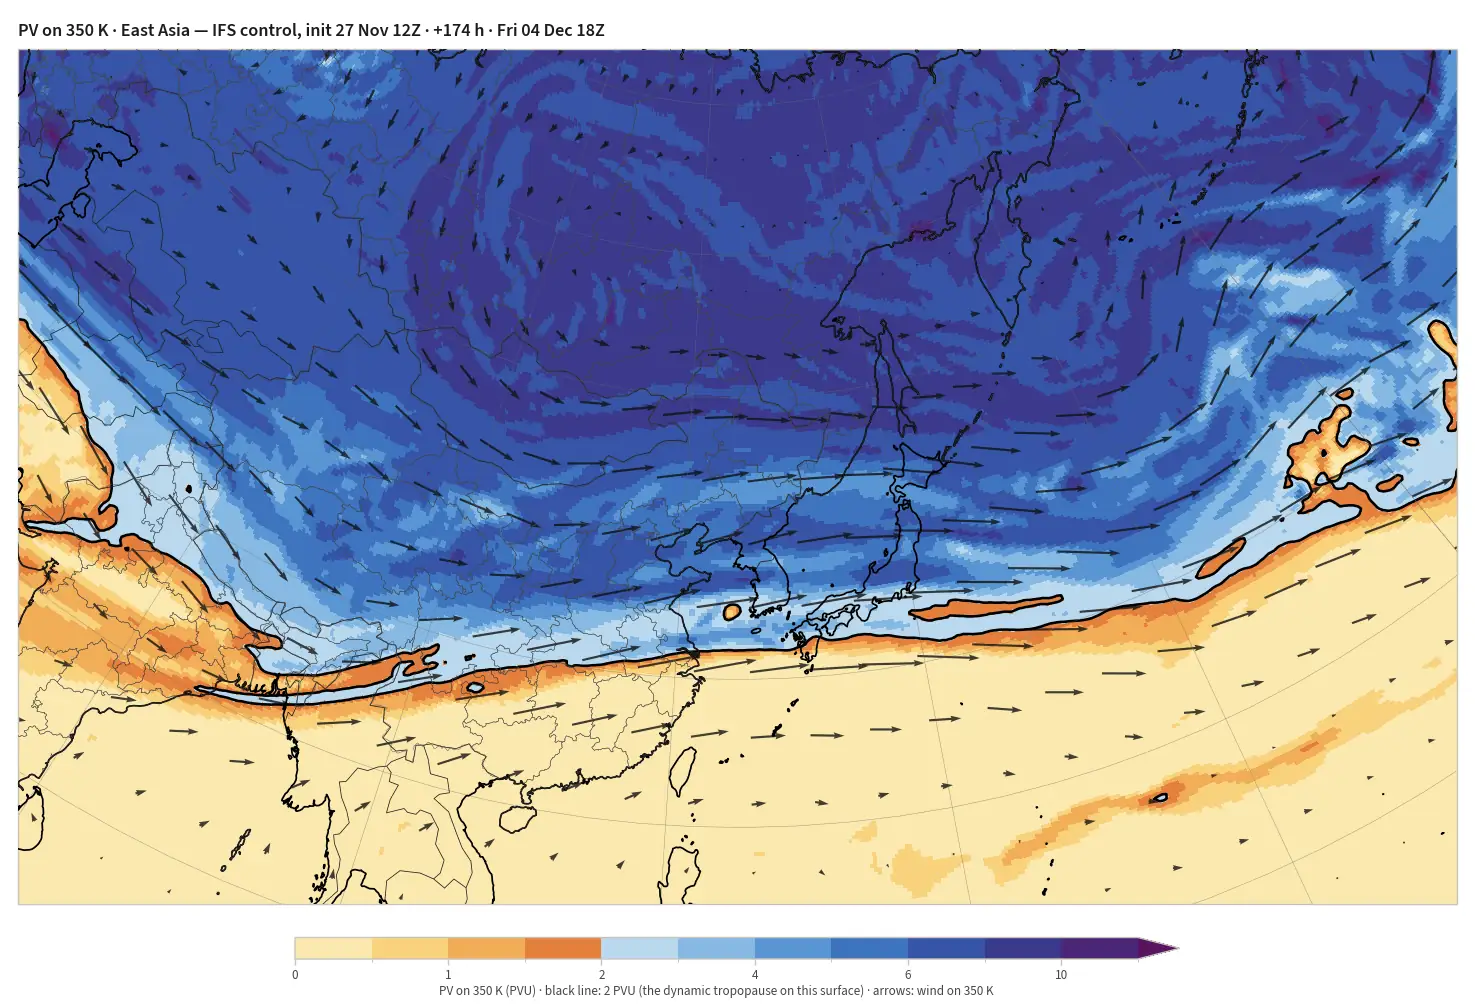 PV on 350 K · East Asia — IFS control, init 27 Nov 12Z · +174 h · Fri 04 Dec 18Z
0 1 2 4 6 10
PV on 350 K (PVU) · black line: 2 PVU (the dynamic tropopause on this surface) · arrows: wind on 350 K